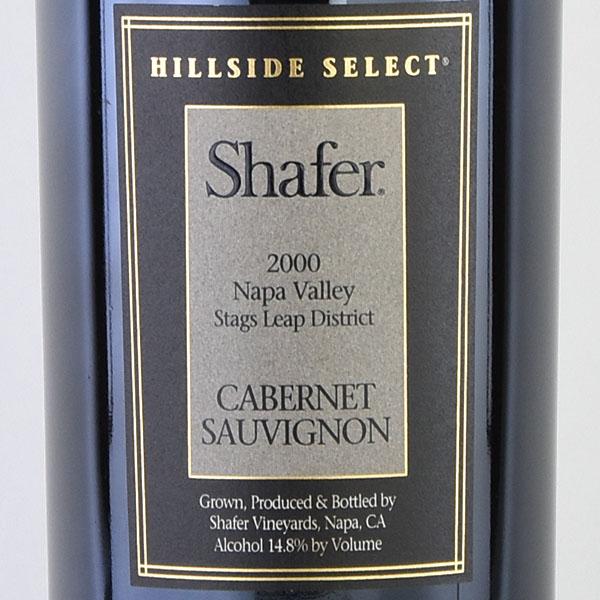 HILLSIDE SELECT®
Shafer®
2000
Napa Valley
Stags Leap District
CABERNET
SAUVIGNON
Grown, Produced & Bottled by
Shafer Vineyards, Napa, CA
Alcohol 14.8% by Volume